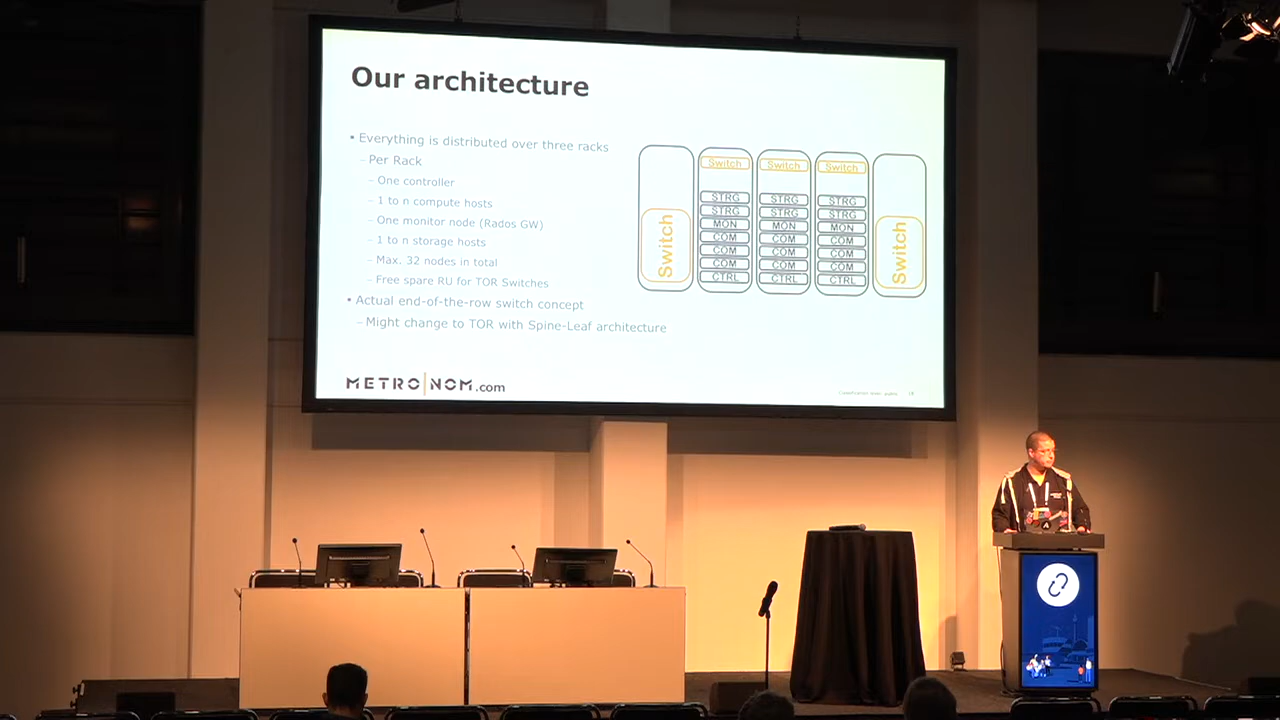 Our architecture
• Everything is distributed over three racks
– Per Rack
– One controller
– 1 to n compute hosts
– One monitor node (Rados GW)
– 1 to n storage hosts
– Max. 32 nodes in total
– Free spare RU for TOR Switches
• Actual end-of-the-row switch concept
– Might change to TOR with Spine-Leaf architecture
Switch
Switch
STRG
STRG
MON
COM
COM
COM
CTRL
Switch
STRG
STRG
MON
COM
COM
COM
CTRL
Switch
STRG
STRG
MON
COM
COM
COM
CTRL
Switch
METRO|NOM.com